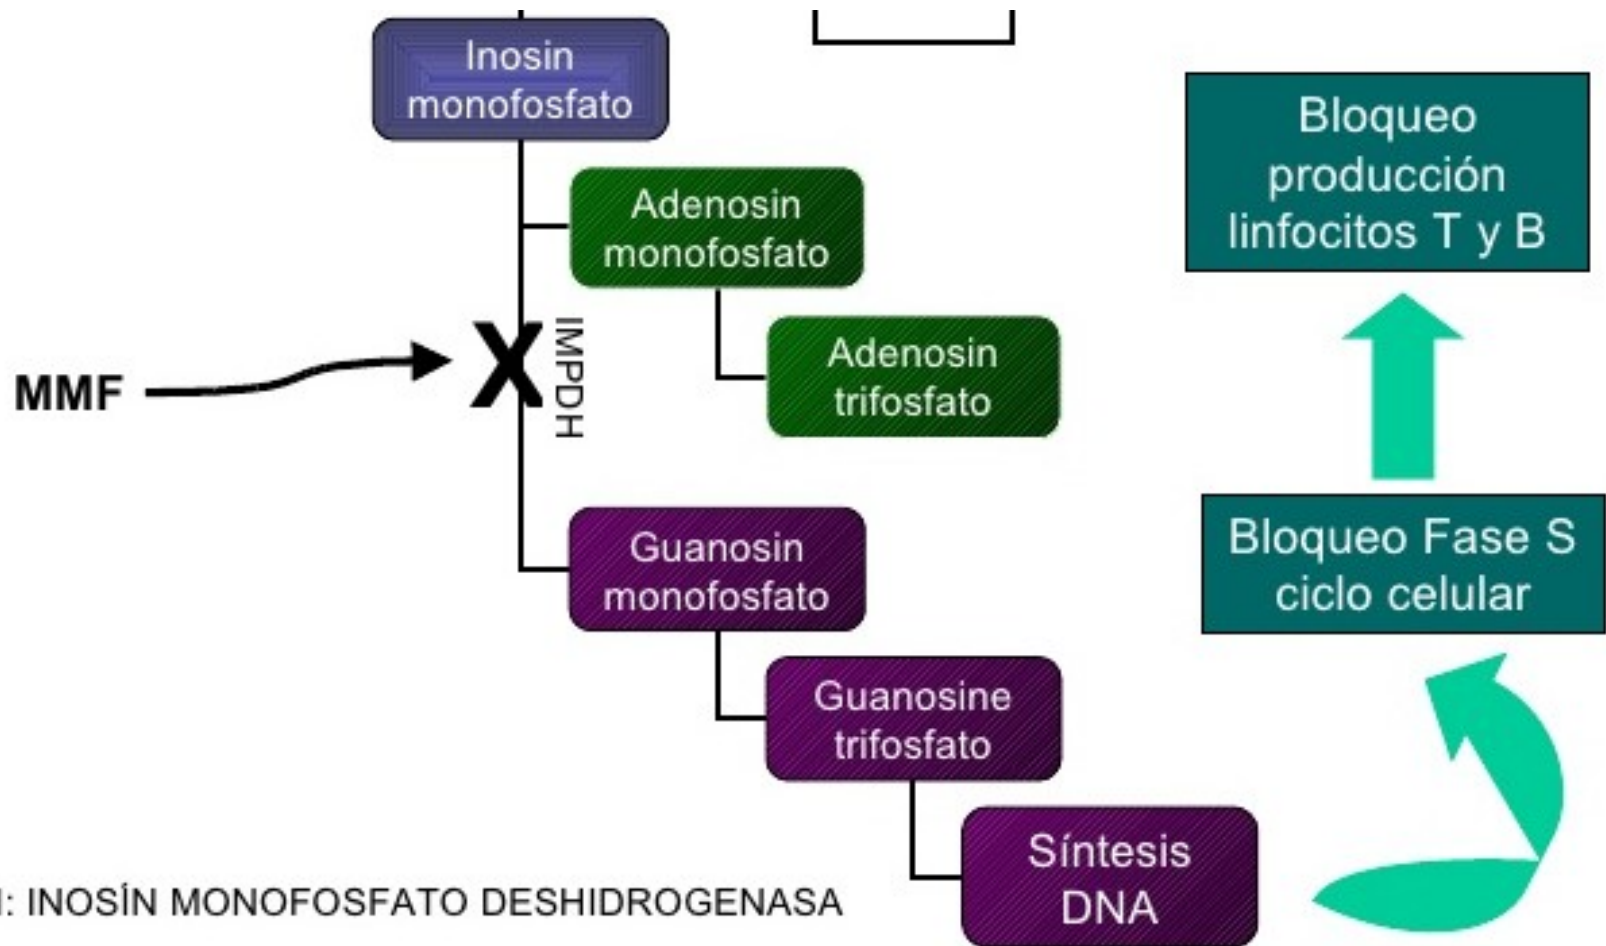 Inosin
monofosfato
Adenosin
monofosfato
Adenosin
trifosfato
MMF
X
IMPDH
Guanosin
monofosfato
Guanosine
trifosfato
Síntesis
DNA
Bloqueo
producción
linfocitos T y B
Bloqueo Fase S
ciclo celular
: INOSÍN MONOFOSFATO DESHIDROGENASA